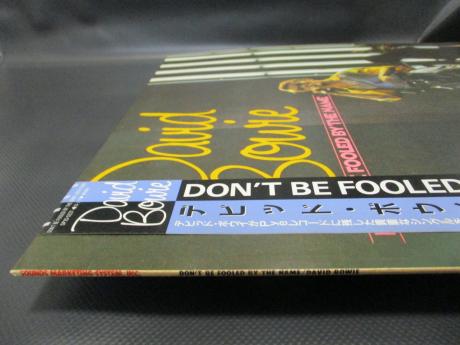 David
Bowie
FOOLED BY THE NAME
David
Bowie
DON'T BE FOOLED
デビッド・ボウイ
SOUNDS MARKETING SYSTEM, INC.
DON'T BE FOOLED BY THE NAME/DAVID BOWIE